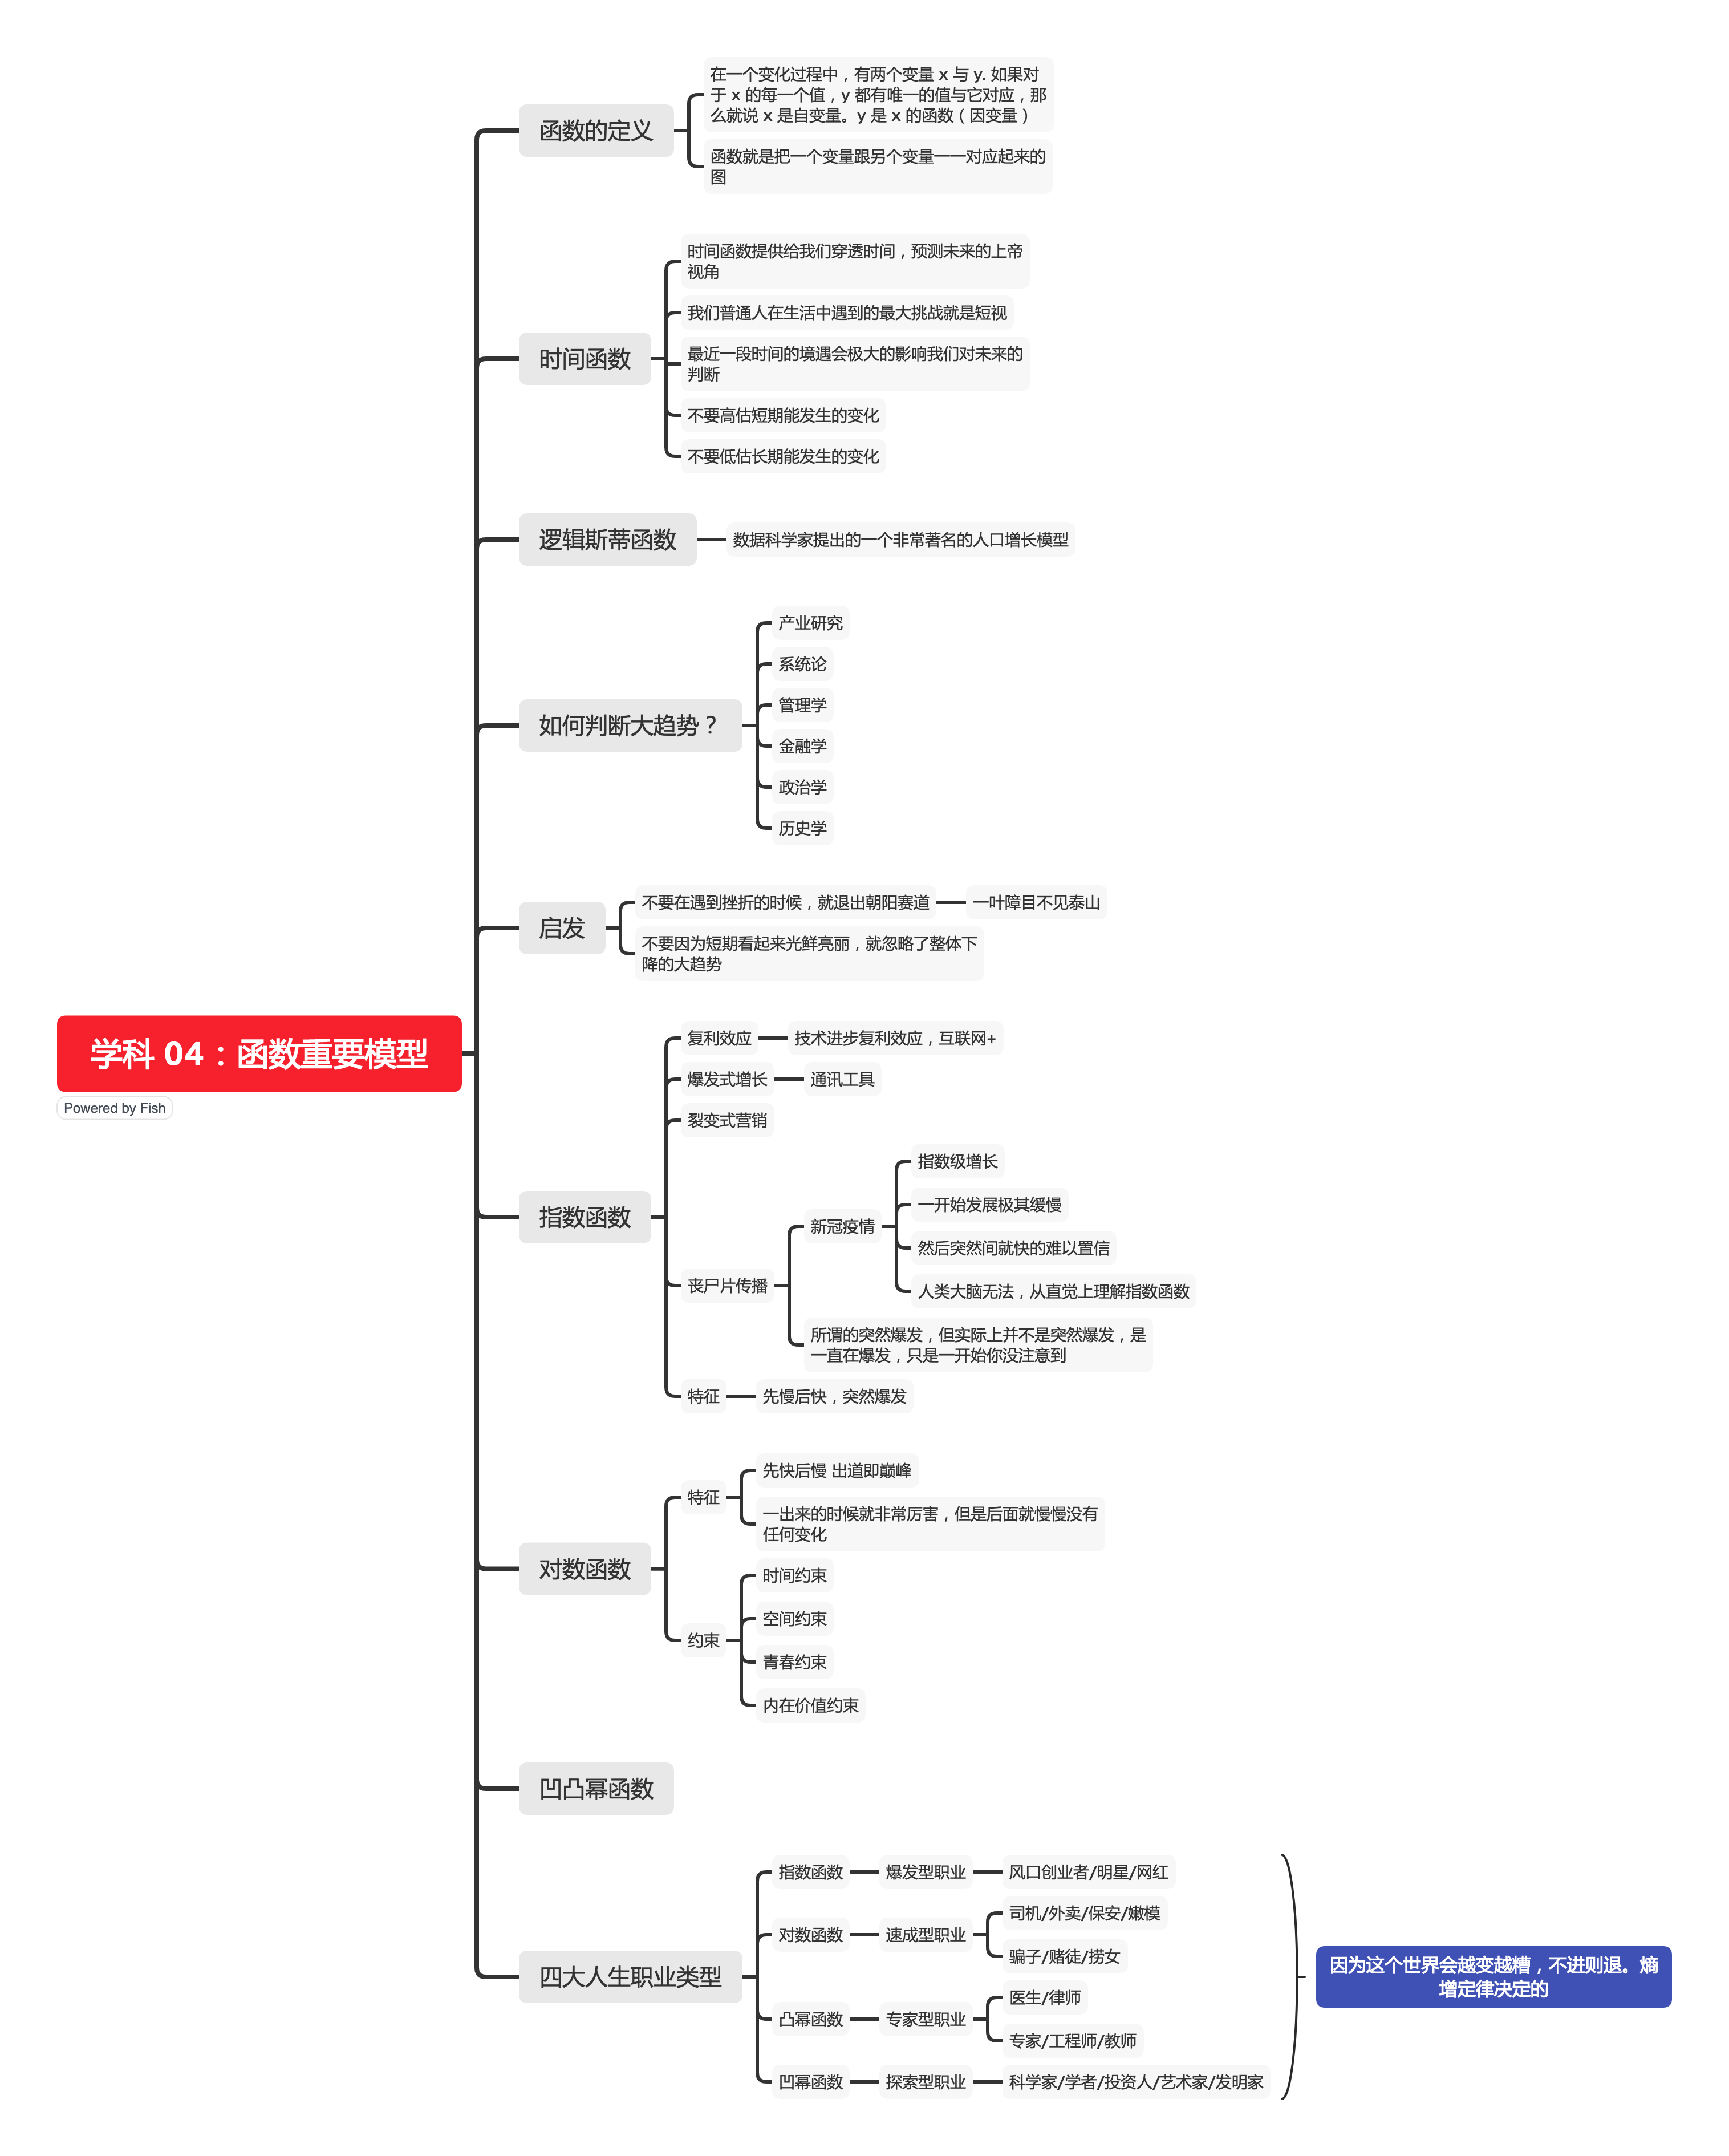 在一个变化过程中，有两个变量 x 与 y. 如果对
于 x 的每一个值，y 都有唯一的值与它对应，那
么就说 x 是自变量。y 是 x 的函数（因变量）
函数的定义
函数就是把一个变量跟另个变量一一对应起来的
图
时间函数提供给我们穿透时间，预测未来的上帝
视角
我们普通人在生活中遇到的最大挑战就是短视
时间函数
最近一段时间的境遇会极大的影响我们对未来的
判断
不要高估短期能发生的变化
不要低估长期能发生的变化
逻辑斯蒂函数
数据科学家提出的一个非常著名的人口增长模型
如何判断大趋势？
产业研究
系统论
管理学
金融学
政治学
历史学
启发
不要在遇到挫折的时候，就退出朝阳赛道
一叶障目不见泰山
不要因为短期看起来光鲜亮丽，就忽略了整体下
降的大趋势
学科 04：函数重要模型
Powered by Fish
指数函数
复利效应
技术进步复利效应，互联网+
爆发式增长
通讯工具
裂变式营销
丧尸片传播
新冠疫情
指数级增长
一开始发展极其缓慢
然后突然间就快的难以置信
人类大脑无法，从直觉上理解指数函数
所谓的突然爆发，但实际上并不是突然爆发，是
一直在爆发，只是一开始你没注意到
特征
先慢后快，突然爆发
对数函数
特征
先快后慢 出道即巅峰
一出来的时候就非常厉害，但是后面就慢慢没有
任何变化
约束
时间约束
空间约束
青春约束
内在价值约束
凹凸幂函数
四大人生职业类型
指数函数
爆发型职业
风口创业者/明星/网红
对数函数
速成型职业
司机/外卖/保安/嫩模
骗子/赌徒/捞女
凸幂函数
专家型职业
医生/律师
专家/工程师/教师
凹幂函数
探索型职业
科学家/学者/投资人/艺术家/发明家
因为这个世界会越变越糟，不进则退。熵
增定律决定的